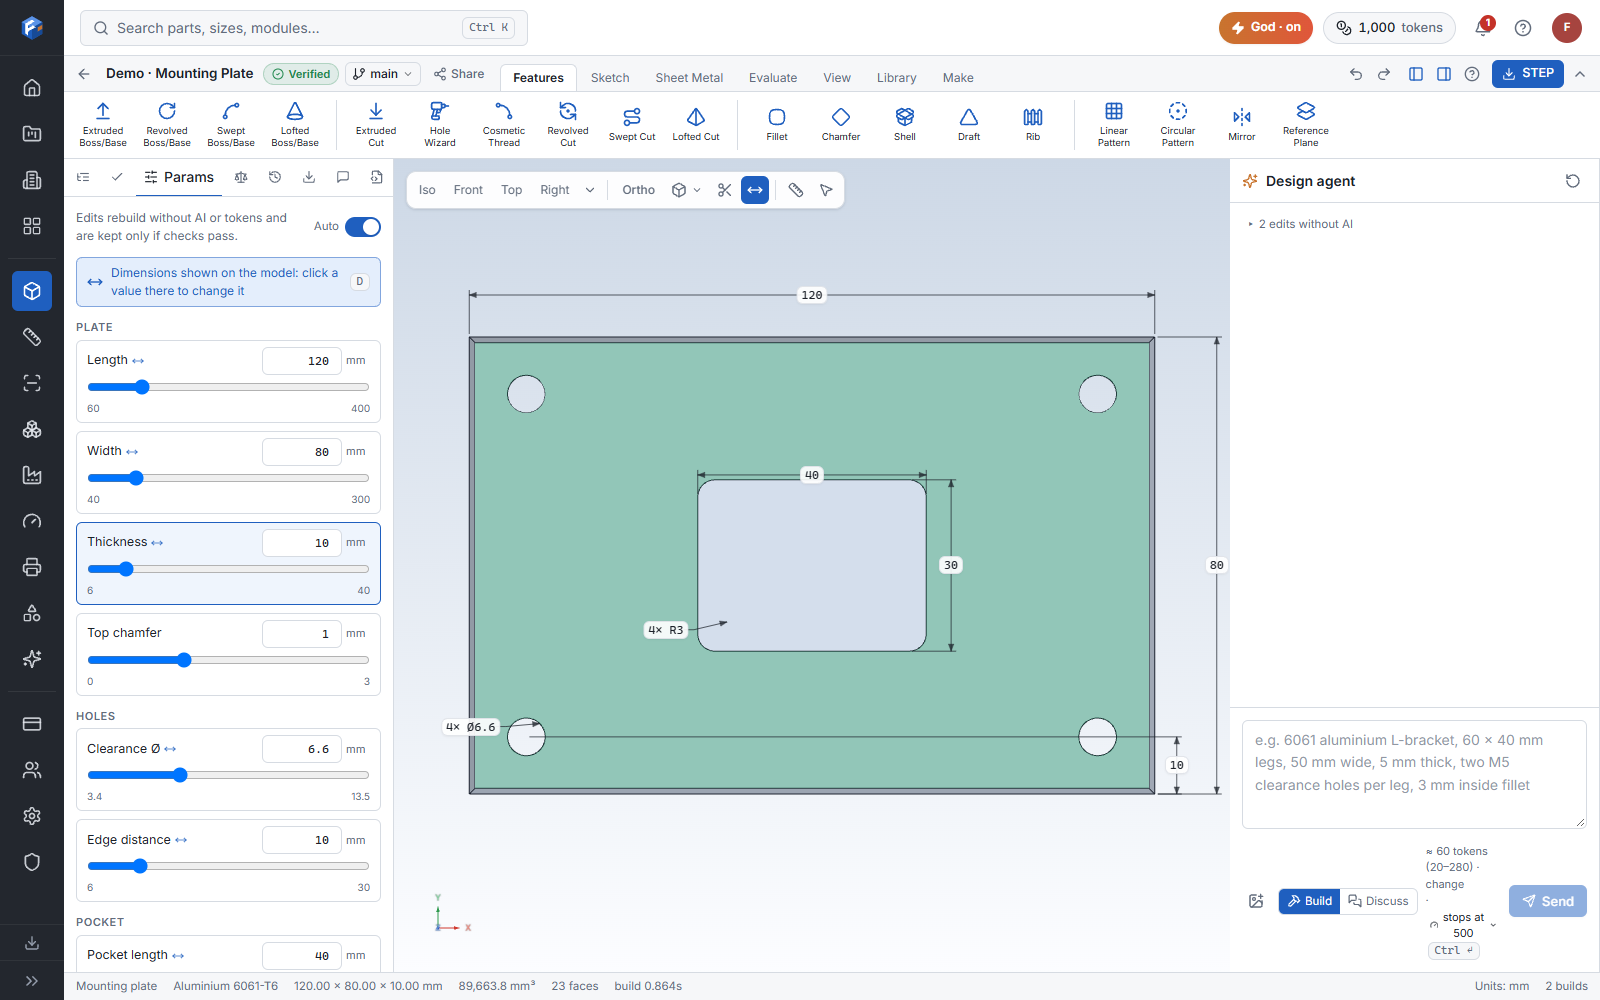 Search parts, sizes, modules...
Ctrl K
God · on
1,000 tokens
1
F
Demo · Mounting Plate
Verified
main
Share
Features
Sketch
Sheet Metal
Evaluate
View
Library
Make
STEP
Extruded Boss/Base
Revolved Boss/Base
Swept Boss/Base
Lofted Boss/Base
Extruded Cut
Hole Wizard
Cosmetic Thread
Revolved Cut
Swept Cut
Lofted Cut
Fillet
Chamfer
Shell
Draft
Rib
Linear Pattern
Circular Pattern
Mirror
Reference Plane
Params
Edits rebuild without AI or tokens and
are kept only if checks pass.
Auto
Dimensions shown on the model: click a
value there to change it
D
PLATE
Length
120 mm
60
400
Width
80 mm
40
300
Thickness
10 mm
6
40
Top chamfer
1 mm
0
3
HOLES
Clearance Ø
6.6 mm
3.4
13.5
Edge distance
10 mm
6
30
POCKET
Pocket length
40 mm
Iso
Front
Top
Right
Ortho
120
40
30
80
4× R3
4× Ø6.6
10
Y
X
Design agent
2 edits without AI
e.g. 6061 aluminium L-bracket, 60 × 40 mm
legs, 50 mm wide, 5 mm thick, two M5
clearance holes per leg, 3 mm inside fillet
Build
Discuss
≈ 60 tokens
(20–280) ·
change
·
stops at
500
Ctrl ⏎
Send
Mounting plate
Aluminium 6061-T6
120.00 × 80.00 × 10.00 mm
89,663.8 mm³
23 faces
build 0.864s
Units: mm
2 builds